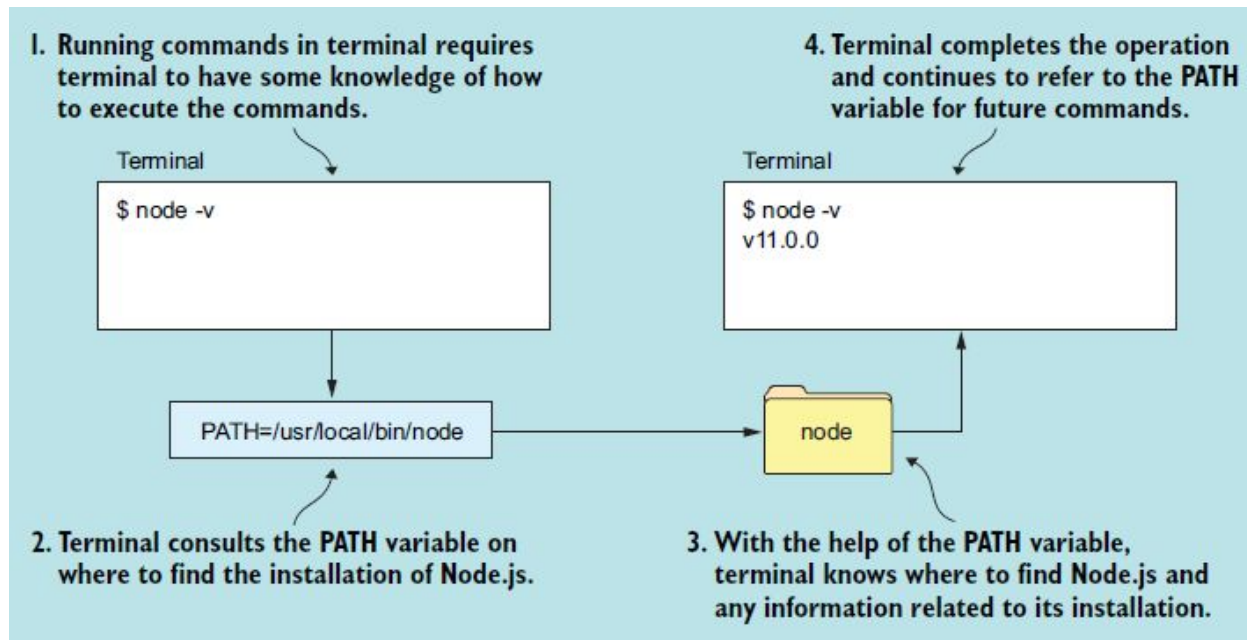 1. Running commands in terminal requires
terminal to have some knowledge of how
to execute the commands.
Terminal
$ node -v
PATH=/usr/local/bin/node
2. Terminal consults the PATH variable on
where to find the installation of Node.js.
node
3. With the help of the PATH variable,
terminal knows where to find Node.js and
any information related to its installation.
4. Terminal completes the operation
and continues to refer to the PATH
variable for future commands.
Terminal
$ node -v
v11.0.0